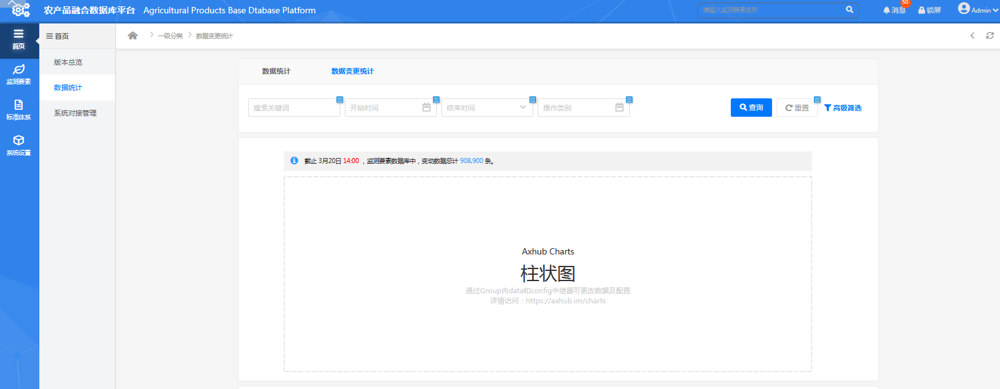 农产品融合数据库平台 Agricultural Products Base Dtabase Platform
请输入监测要素名称
消息 50
锁屏
Admin
首页
监测要素
标准体系
系统设置
首页
版本总览
数据统计
系统对接管理
一级分类 数据变更统计
数据统计 数据变更统计
搜索关键词 开始时间 结束时间 操作类别 查询 重置 高级筛选
截止 3月20日 14:00 ，监测要素数据库中，变动数据总计 908,900 条。
Axhub Charts
柱状图
通过Group内data和config中继器可更改数据及配置
详情访问：https://axhub.im/charts